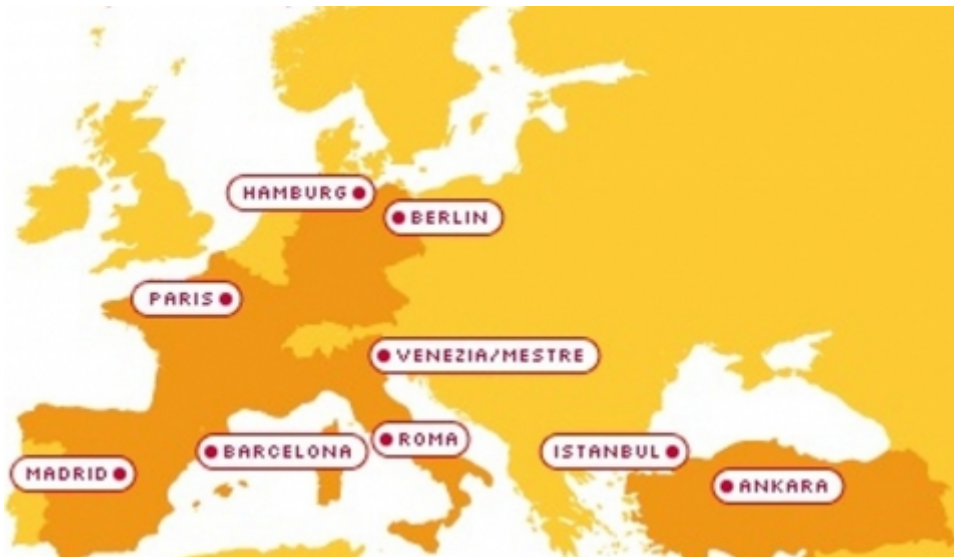 HAMBURG
BERLIN
PARIS
VENEZIA/MESTRE
ROMA
BARCELONA
ISTANBUL
MADRID
ANKARA